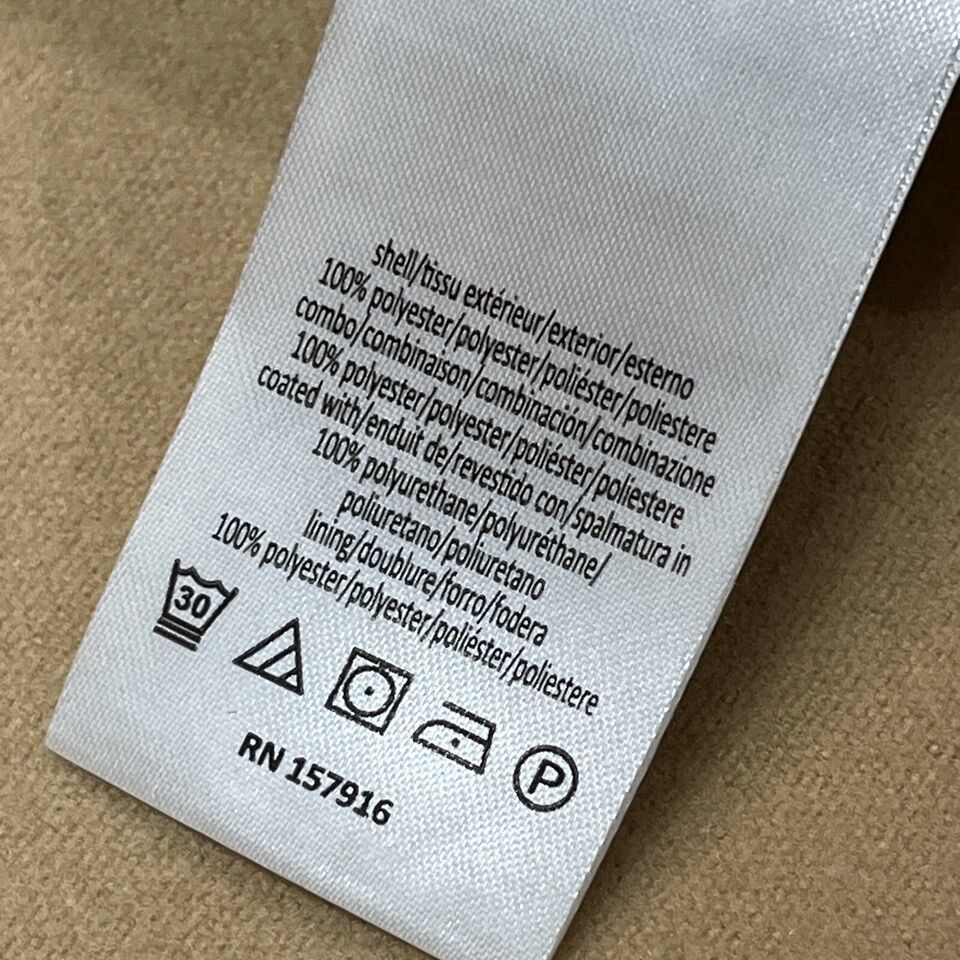 shell/tissu extérieur/exterior/esterno
100% polyester/polyester/poliéster/poliestere
combo/combinaison/combinación/combinazione
100% polyester/polyester/poliéster/poliestere
coated with/enduit de/revestido con/spalmatura in
100% polyurethane/polyuréthane/
poliuretano/poliuretano
lining/doublure/forro/fodera
100% polyester/polyester/poliéster/poliestere
30
P
RN 157916